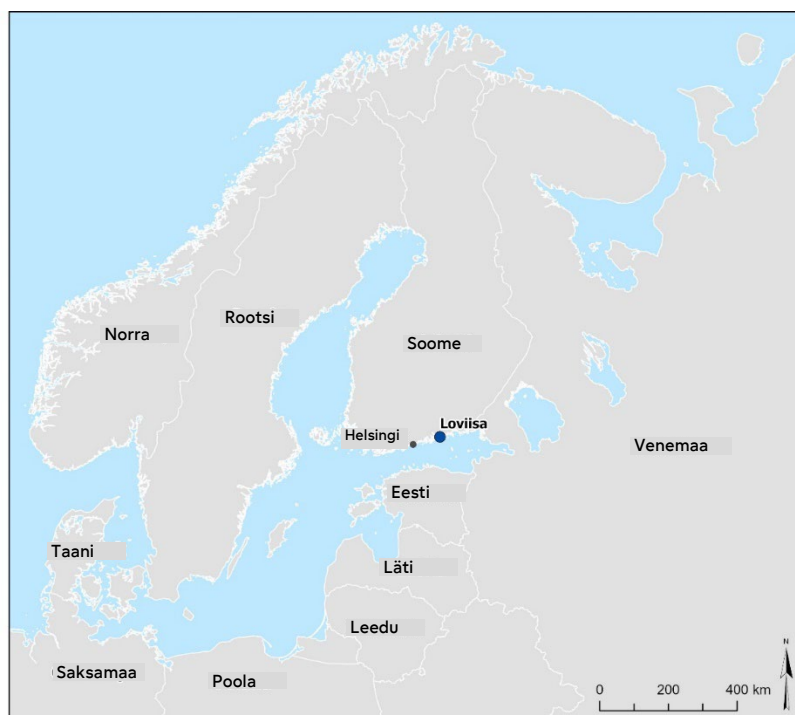 Norra
Rootsi
Soome
Loviisa
Helsingi
Venemaa
Eesti
Taani
Läti
Leedu
Saksamaa
Poola
N
0 200 400 km